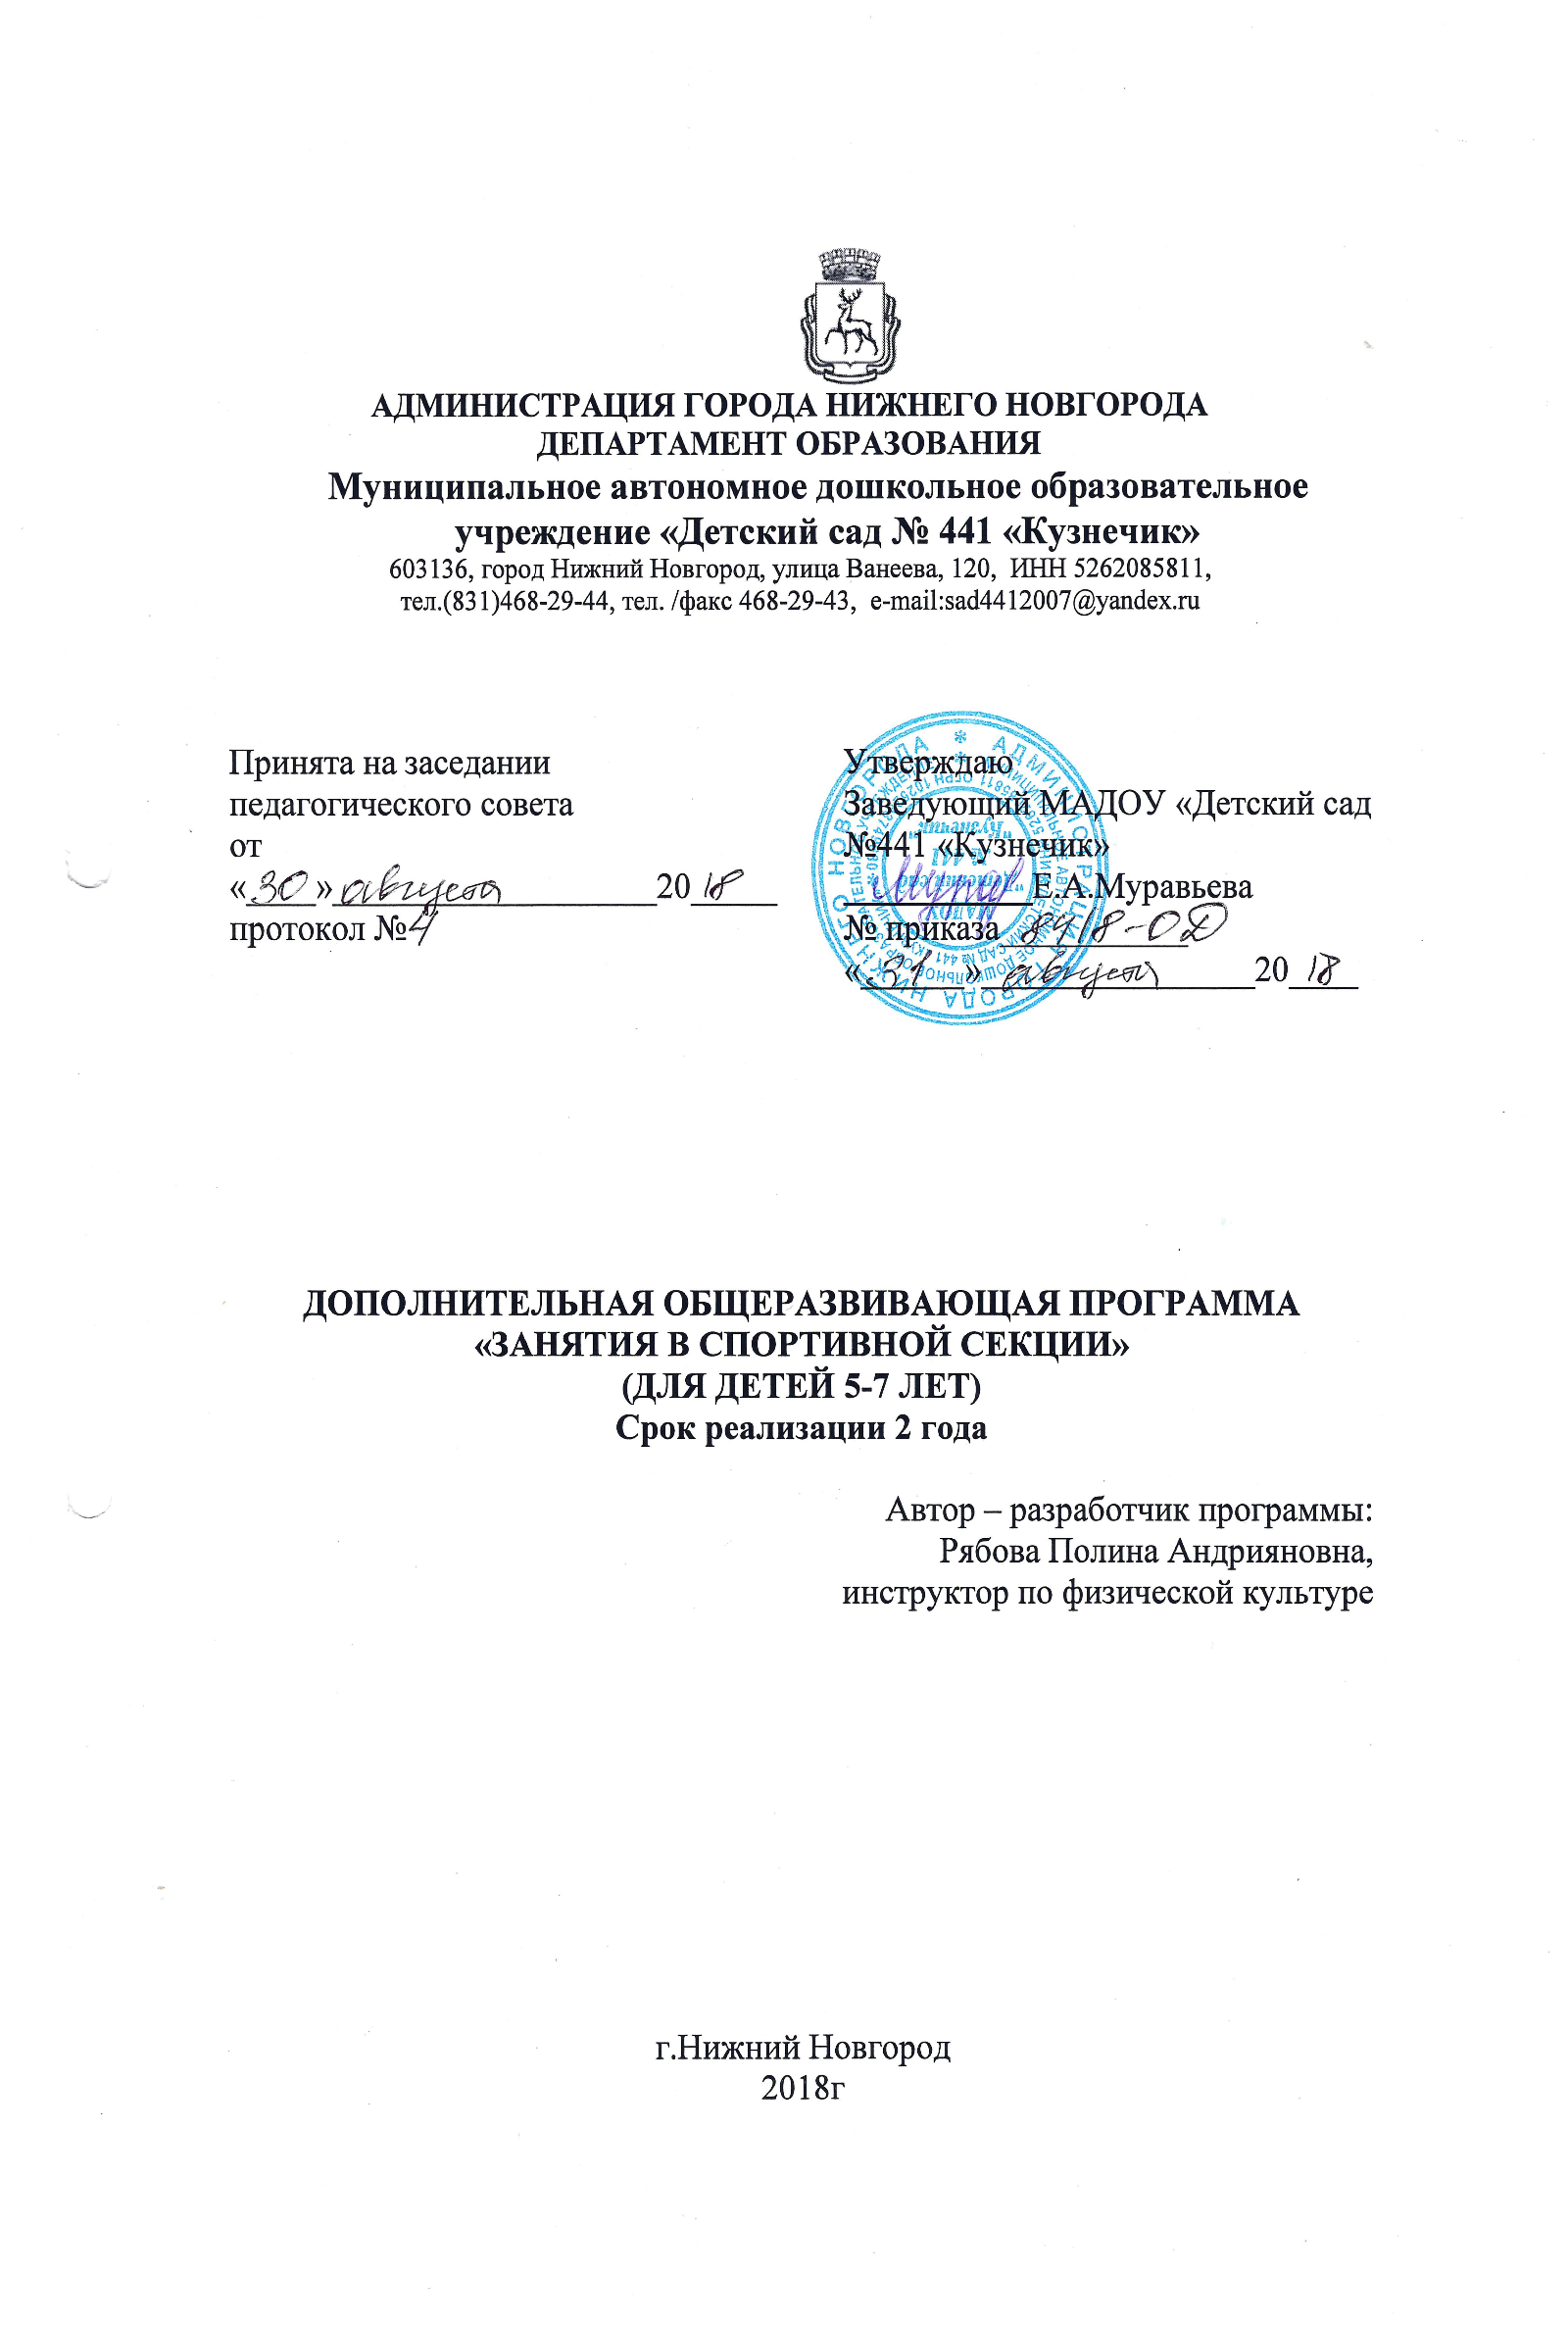 АДМИНИСТРАЦИЯ ГОРОДА НИЖНЕГО НОВГОРОДА
ДЕПАРТАМЕНТ ОБРАЗОВАНИЯ
Муниципальное автономное дошкольное образовательное
учреждение «Детский сад № 441 «Кузнечик»
603136, город Нижний Новгород, улица Ванеева, 120, ИНН 5262085811,
тел.(831)468-29-44, тел. /факс 468-29-43, e-mail:sad4412007@yandex.ru
Принята на заседании
педагогического совета
от
«30» августа 2018
протокол №4
Утверждаю
Заведующий МАДОУ «Детский сад
№441 «Кузнечик»
Е.А.Муравьева
№ приказа
«31» августа 2018
ДОПОЛНИТЕЛЬНАЯ ОБЩЕРАЗВИВАЮЩАЯ ПРОГРАММА
«ЗАНЯТИЯ В СПОРТИВНОЙ СЕКЦИИ»
(ДЛЯ ДЕТЕЙ 5-7 ЛЕТ)
Срок реализации 2 года
Автор – разработчик программы:
Рябова Полина Андрияновна,
инструктор по физической культуре
г.Нижний Новгород
2018г